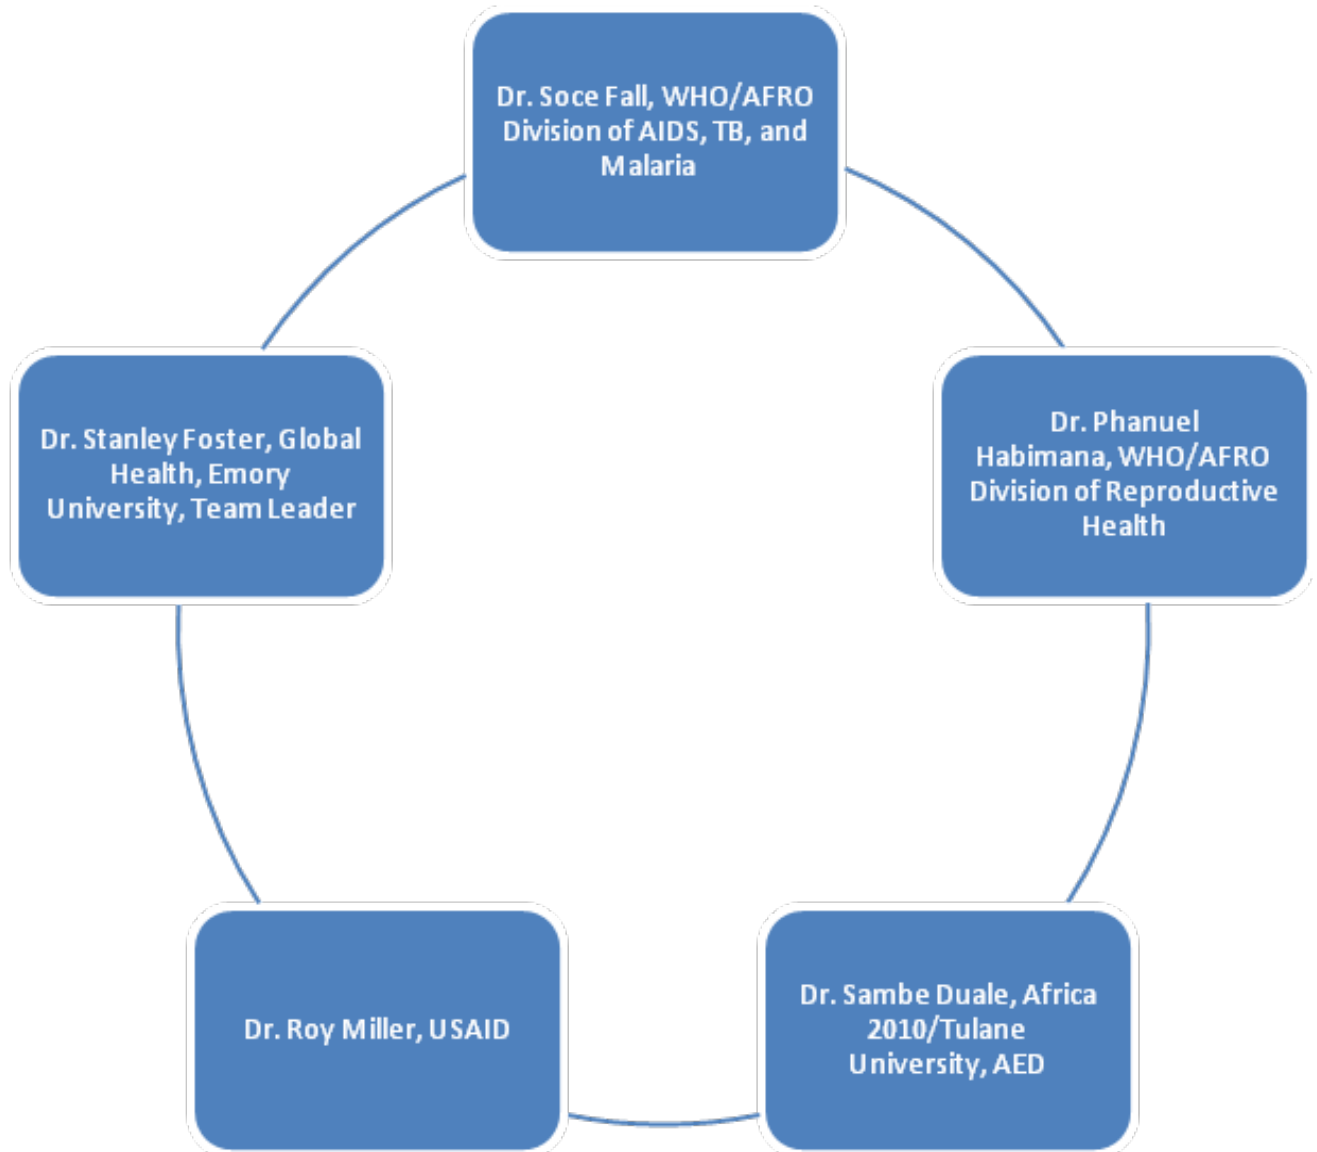 Dr. Soce Fall, WHO/AFRO
Division of AIDS, TB, and
Malaria
Dr. Phanuel
Habimana, WHO/AFRO
Division of Reproductive
Health
Dr. Sambe Duale, Africa
2010/Tulane
University, AED
Dr. Roy Miller, USAID
Dr. Stanley Foster, Global
Health, Emory
University, Team Leader